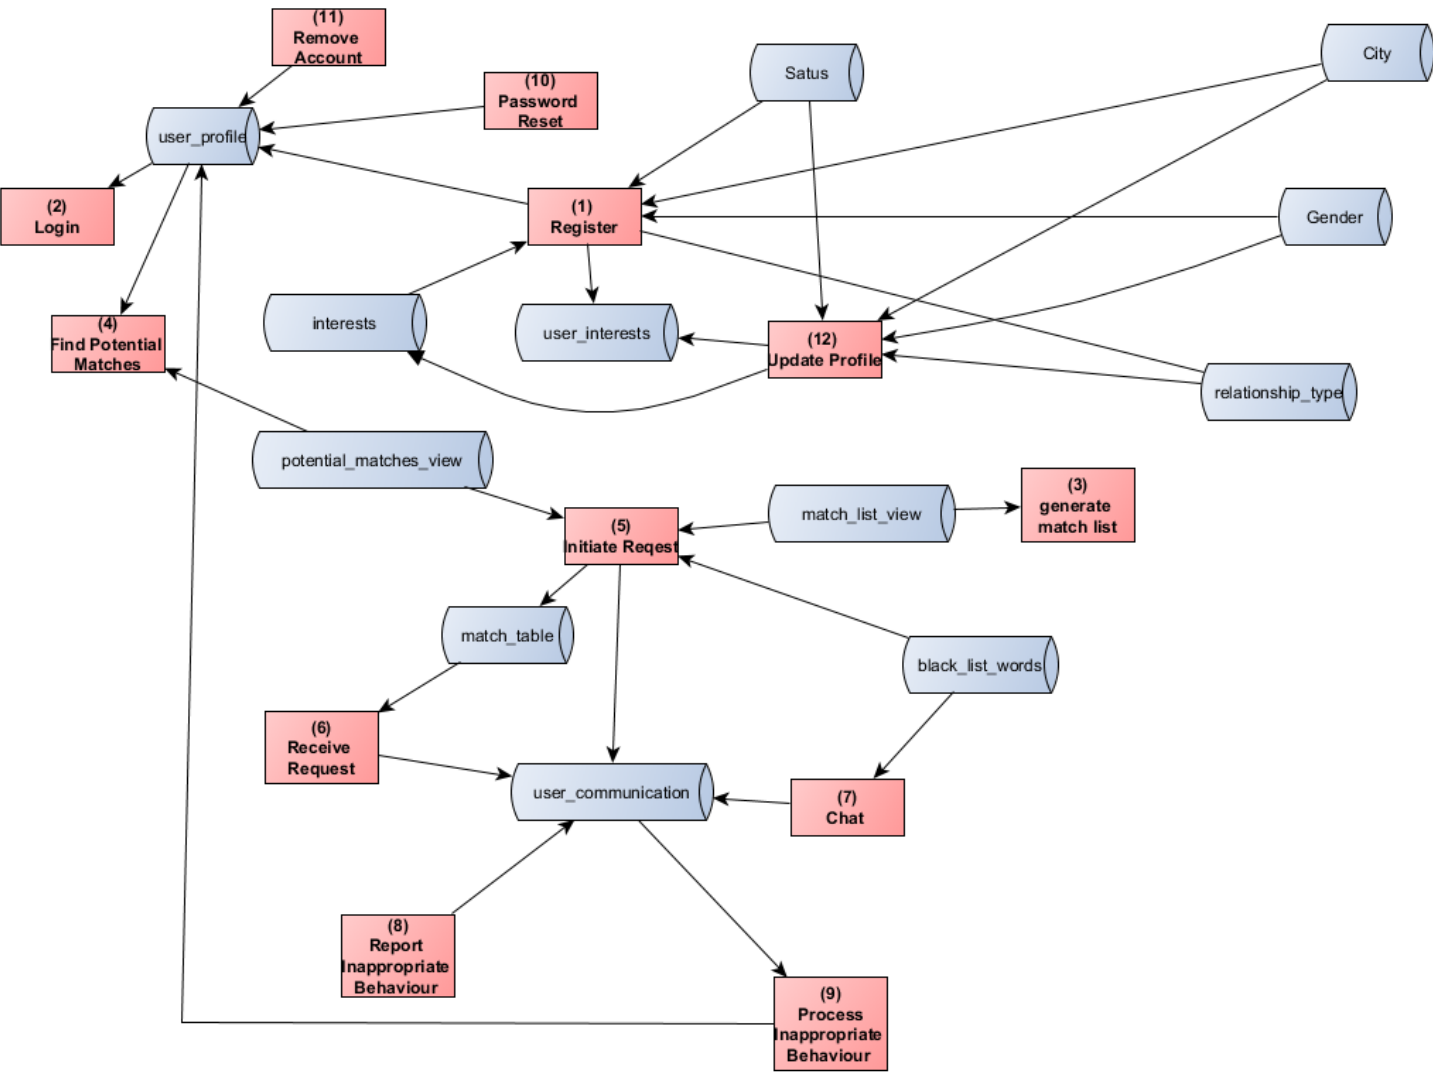 (11)
Remove
Account
(10)
Password
Reset
Satus
City
user_profile
(2)
Login
(1)
Register
Gender
(4)
Find Potential
Matches
interests
user_interests
(12)
Update Profile
relationship_type
potential_matches_view
(5)
Initiate Reqest
match_list_view
(3)
generate
match list
match_table
black_list_words
(6)
Receive
Request
user_communication
(7)
Chat
(8)
Report
Inappropriate
Behaviour
(9)
Process
Inappropriate
Behaviour